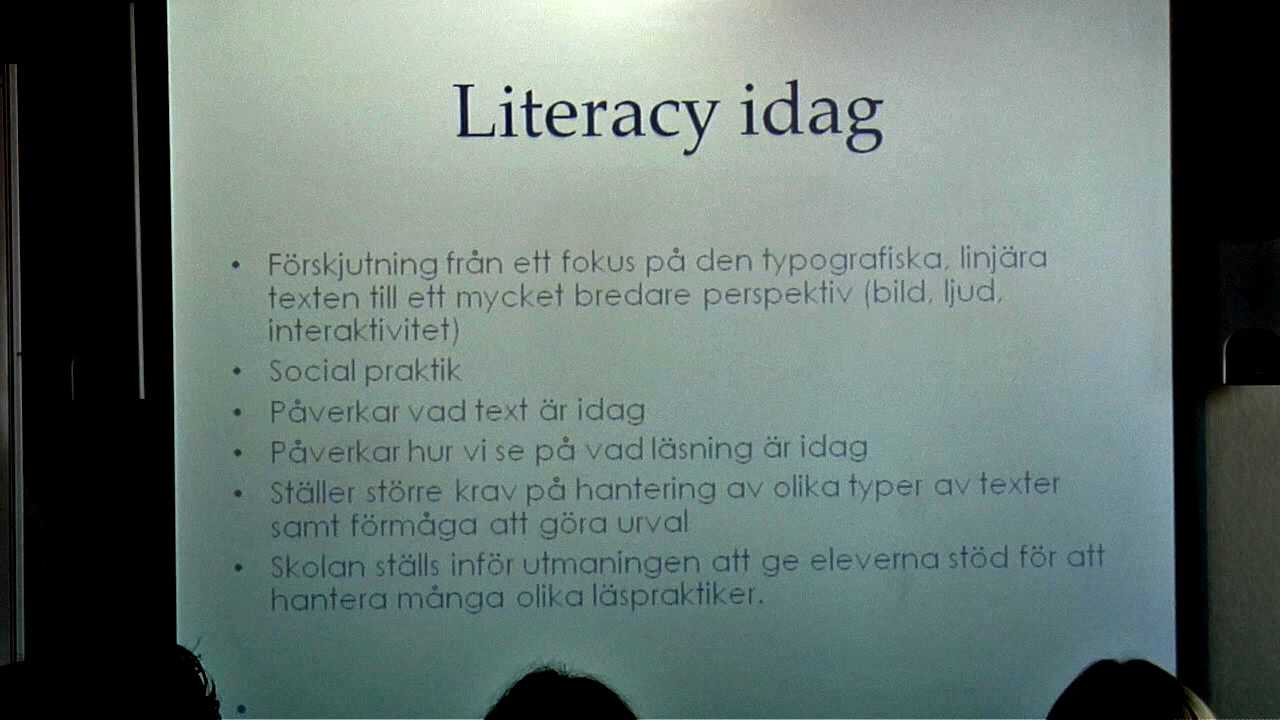 Literacy idag
• Förskjutning från ett fokus på den typografiska, linjära
texten till ett mycket bredare perspektiv (bild, ljud,
interaktivitet)
• Social praktik
• Påverkar vad text är idag
• Påverkar hur vi se på vad läsning är idag
• Ställer större krav på hantering av olika typer av texter
samt förmåga att göra urval
• Skolan ställs inför utmaningen att ge eleverna stöd för att
hantera många olika läspraktiker.
•